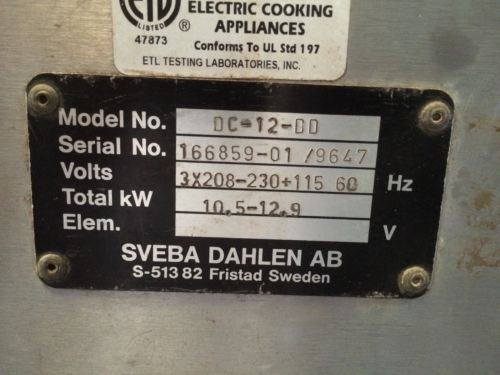 ETL
LISTED
47873
®
ELECTRIC COOKING
APPLIANCES
Conforms To UL Std 197
ETL TESTING LABORATORIES, INC.
Model No. DC-12-DD
Serial No. 166859-01 /9647
Volts 3X208-230+115 60 Hz
Total kW 10,5-12,9
Elem. V
SVEBA DAHLEN AB
S-513 82 Fristad Sweden